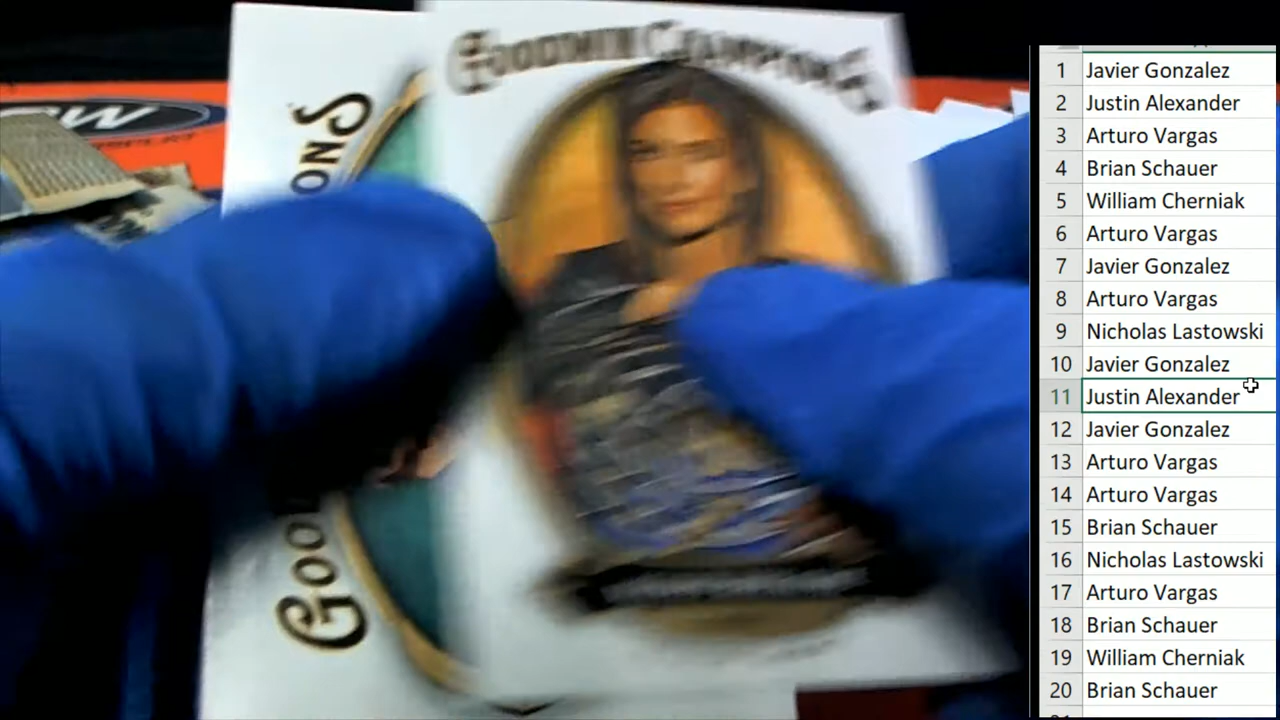 GOODWIN CHAMPIONS
ONS
GOO
OW
1 Javier Gonzalez
2 Justin Alexander
3 Arturo Vargas
4 Brian Schauer
5 William Cherniak
6 Arturo Vargas
7 Javier Gonzalez
8 Arturo Vargas
9 Nicholas Lastowski
10 Javier Gonzalez
11 Justin Alexander
12 Javier Gonzalez
13 Arturo Vargas
14 Arturo Vargas
15 Brian Schauer
16 Nicholas Lastowski
17 Arturo Vargas
18 Brian Schauer
19 William Cherniak
20 Brian Schauer